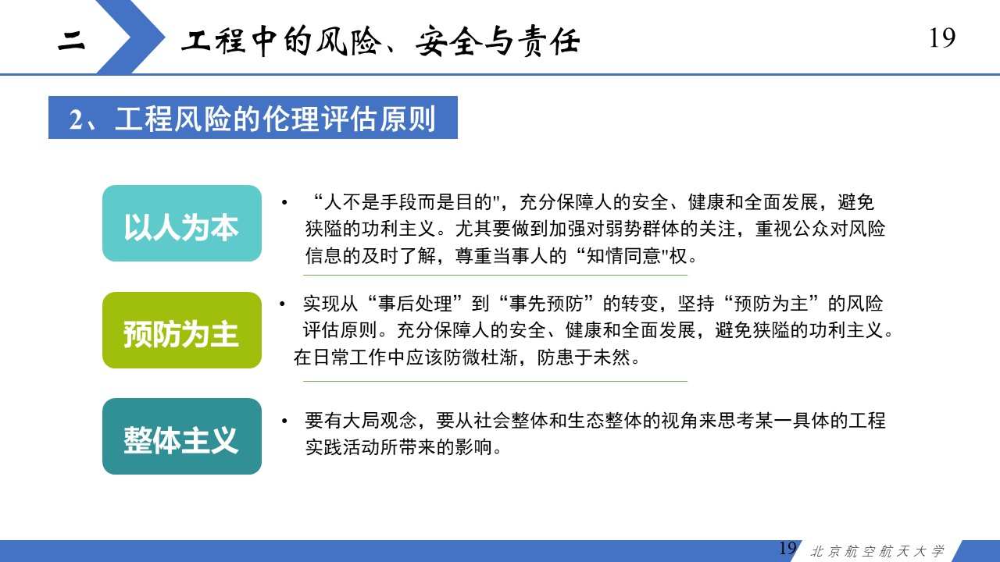 二
工程中的风险、安全与责任
19
2、工程风险的伦理评估原则
以人为本
• “人不是手段而是目的"，充分保障人的安全、健康和全面发展，避免
狭隘的功利主义。尤其要做到加强对弱势群体的关注，重视公众对风险
信息的及时了解，尊重当事人的“知情同意"权。
预防为主
• 实现从“事后处理”到“事先预防”的转变，坚持“预防为主”的风险
评估原则。充分保障人的安全、健康和全面发展，避免狭隘的功利主义。
在日常工作中应该防微杜渐，防患于未然。
整体主义
• 要有大局观念，要从社会整体和生态整体的视角来思考某一具体的工程
实践活动所带来的影响。
19
北京航空航天大学